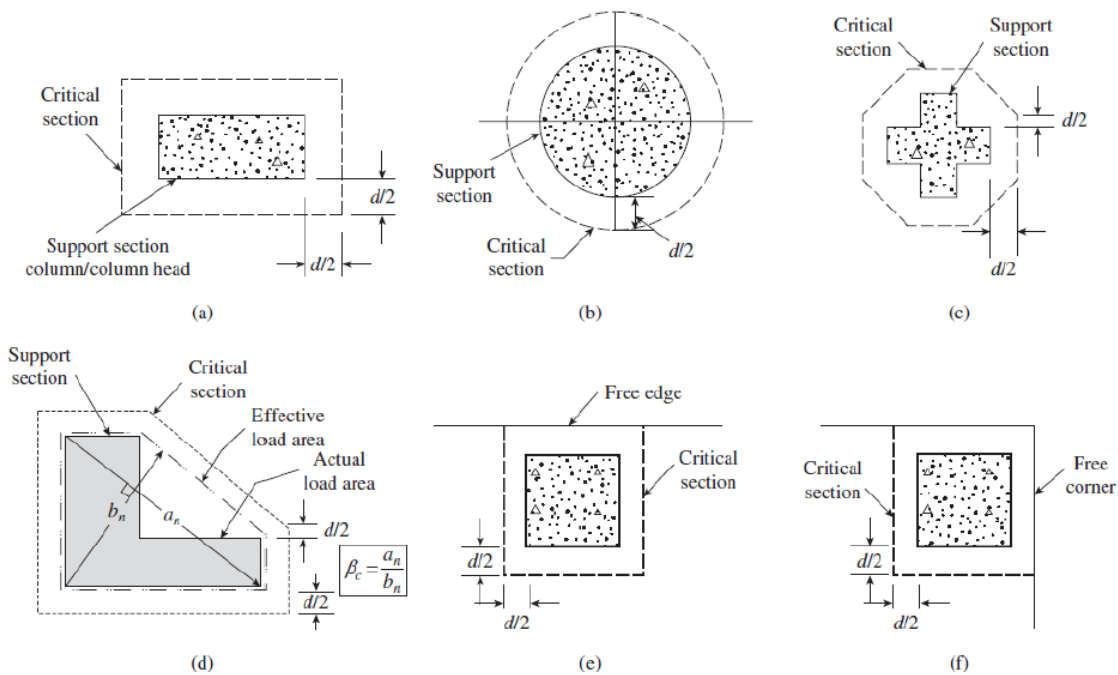 Critical
section
d/2
Support section
column/column head
d/2
(a)
Support
section
Critical
section
d/2
(b)
Critical
section
Support
section
d/2
d/2
(c)
Support
section
Critical
section
Effective
load area
Actual
load area
b_n
a_n
d/2
β_c = a_n/b_n
d/2
(d)
Free edge
Critical
section
d/2
d/2
(e)
Critical
section
Free
corner
d/2
d/2
(f)